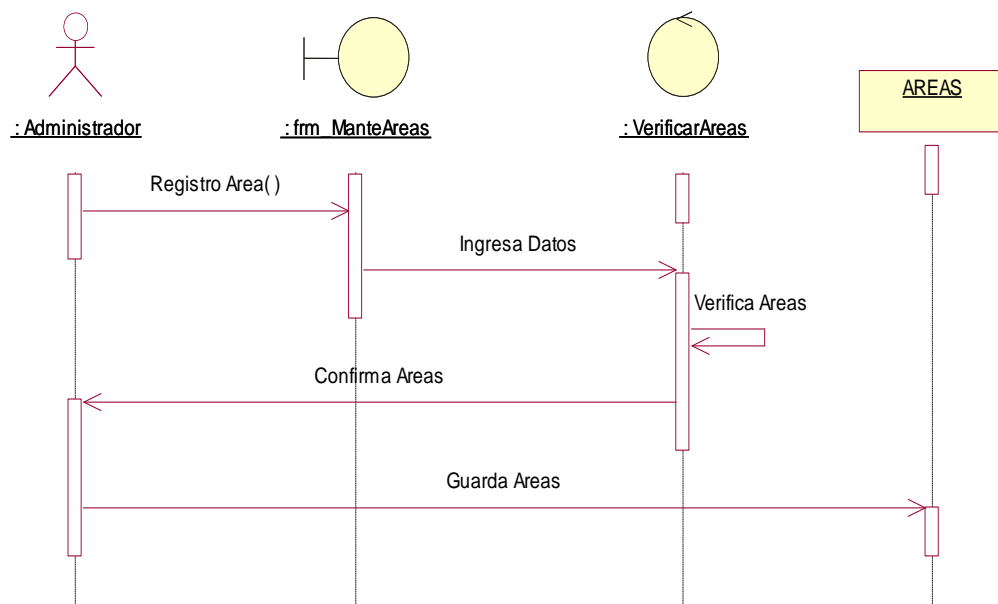 : Administrador
: frm_ManteAreas
: VerificarAreas
AREAS
Registro Area( )
Ingresa Datos
Verifica Areas
Confirma Areas
Guarda Areas